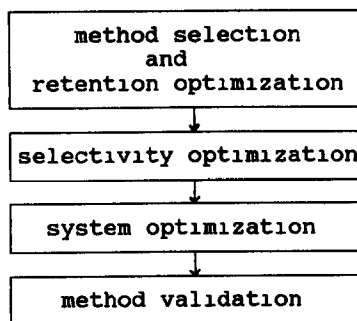 method selection
and
retention optimization
selectivity optimization
system optimization
method validation